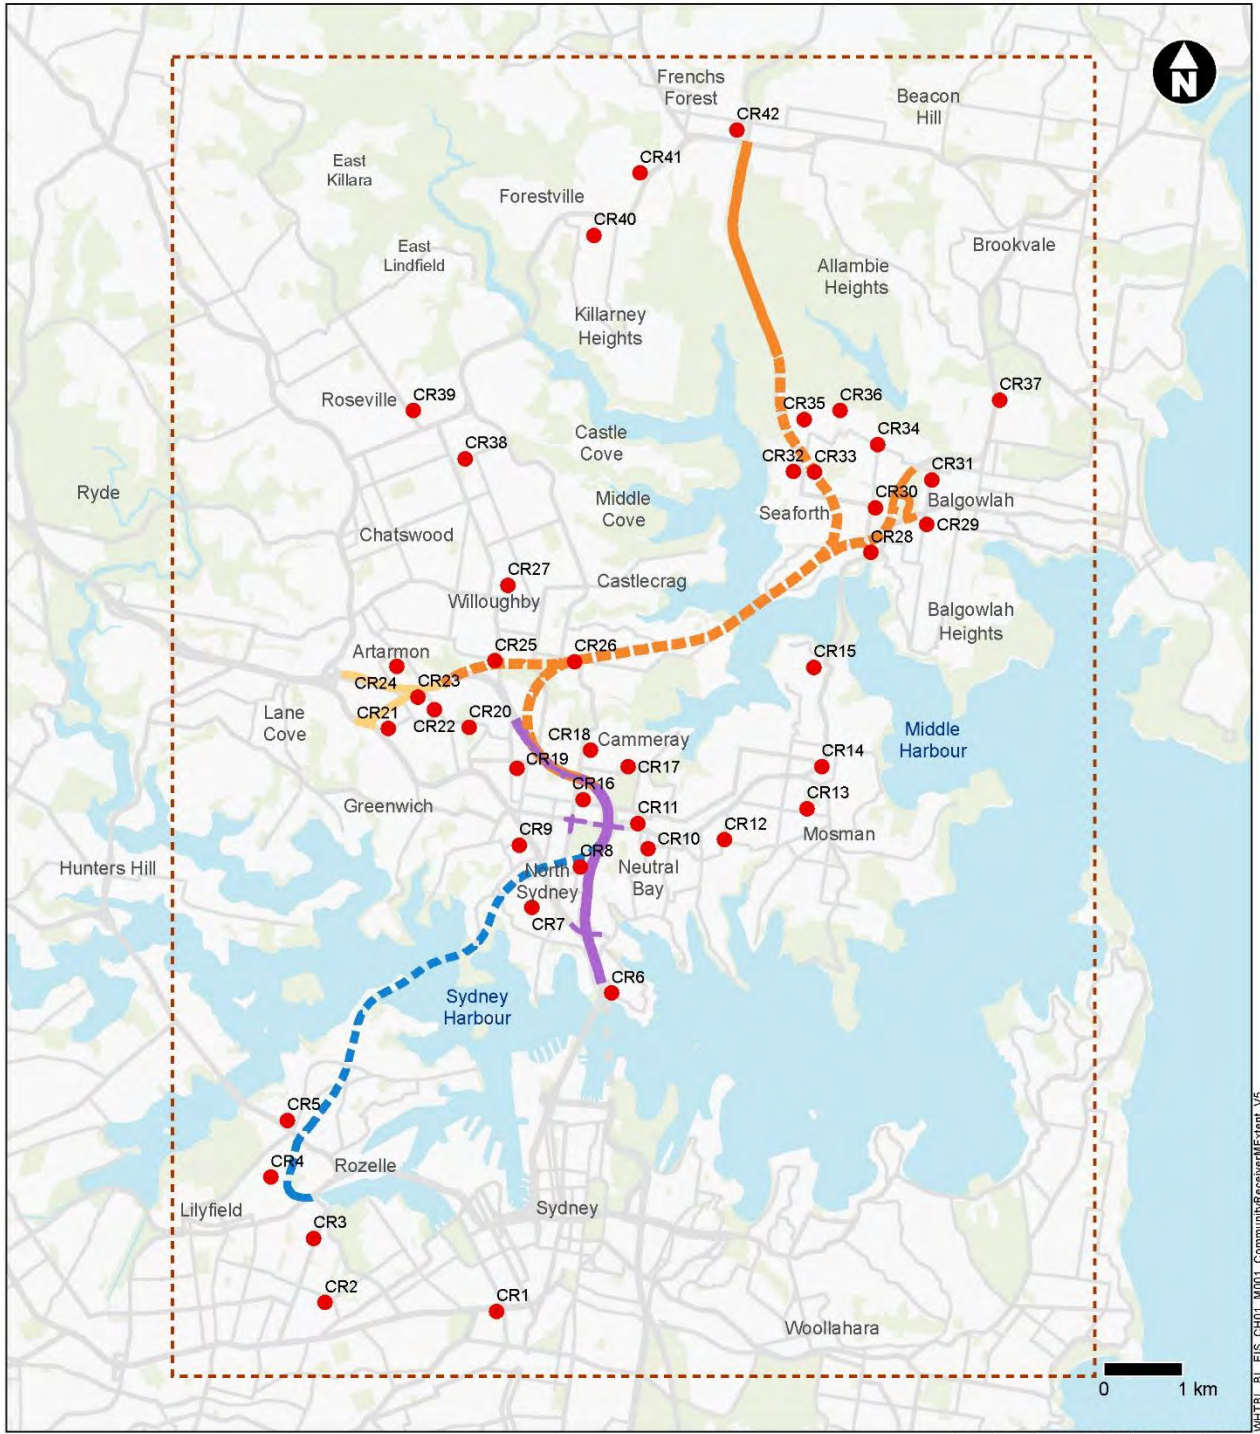 N
Frenchs
Forest
Beacon
Hill
CR42
CR41
East
Killara
Forestville
CR40
East
Lindfield
Brookvale
Allambie
Heights
Killarney
Heights
CR37
CR39
Roseville
CR35
CR36
CR38
Castle
Cove
CR34
CR32
CR33
CR31
Ryde
Middle
Cove
Seaforth
CR30
Balgowlah
CR29
Chatswood
CR28
CR27
Willoughby
Castlecrag
Balgowlah
Heights
Artarmon
CR25
CR26
CR15
CR24
CR23
Lane
Cove
CR21
CR22
CR20
CR18
Cammeray
Middle
Harbour
CR19
CR17
CR14
CR16
Greenwich
CR11
CR13
CR9
CR10
CR12
Mosman
Hunters Hill
CR8
North
Sydney
Neutral
Bay
CR7
CR6
Sydney
Harbour
CR5
CR4
Rozelle
Lilyfield
Sydney
CR3
CR2
CR1
Woollahara
0 1 km
WHTBL_BL_EIS_CH01_M001_CommunityReceiverMExtent_V5